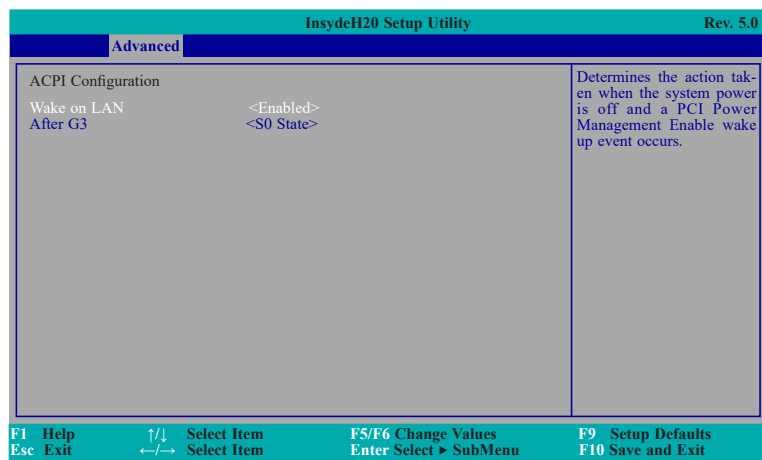 InsydeH20 Setup Utility Rev. 5.0
Advanced
ACPI Configuration
Wake on LAN <Enabled>
After G3 <S0 State>
Determines the action tak-
en when the system power
is off and a PCI Power
Management Enable wake
up event occurs.
F1 Help ↑/↓ Select Item F5/F6 Change Values F9 Setup Defaults
Esc Exit ←/→ Select Item Enter Select ▶ SubMenu F10 Save and Exit